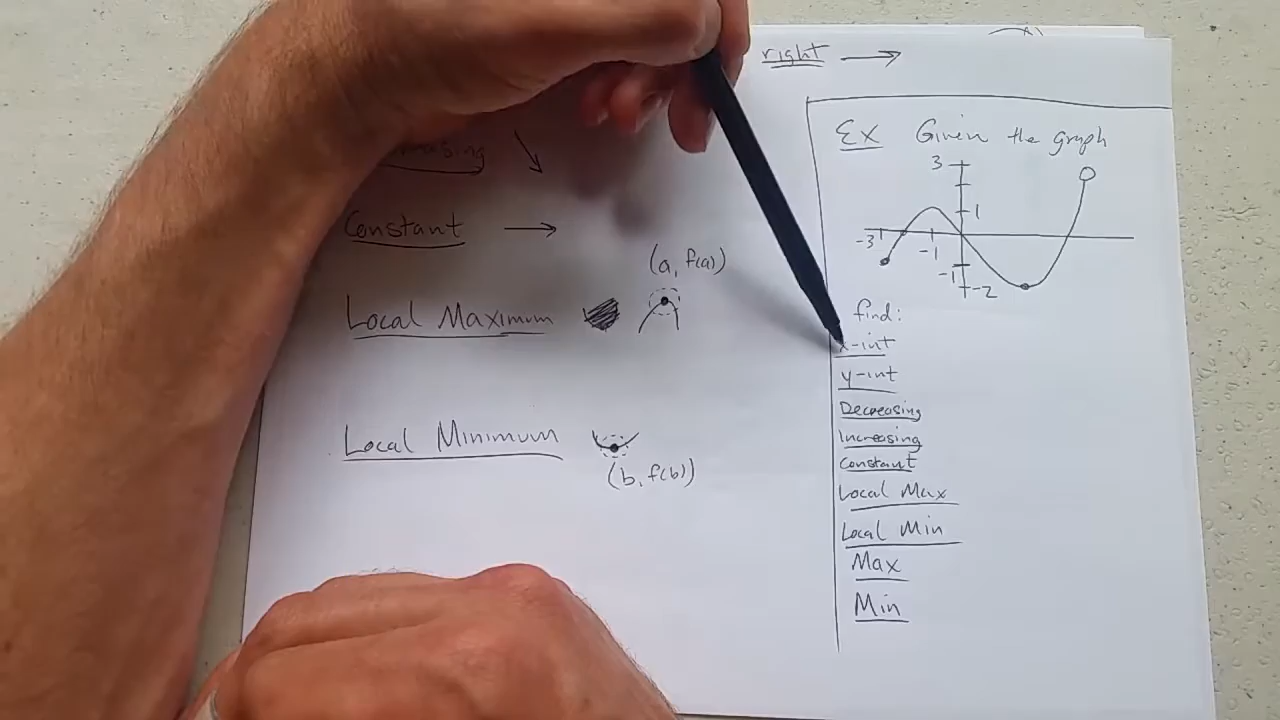 right
Constant
(a, f(a))
Local Maximum
Local Minimum
(b, f(b))
Ex Given the graph
3
1
-3
-1
-1
-2
find:
x-int
y-int
Decreasing
Increasing
Constant
Local Max
Local Min
Max
Min